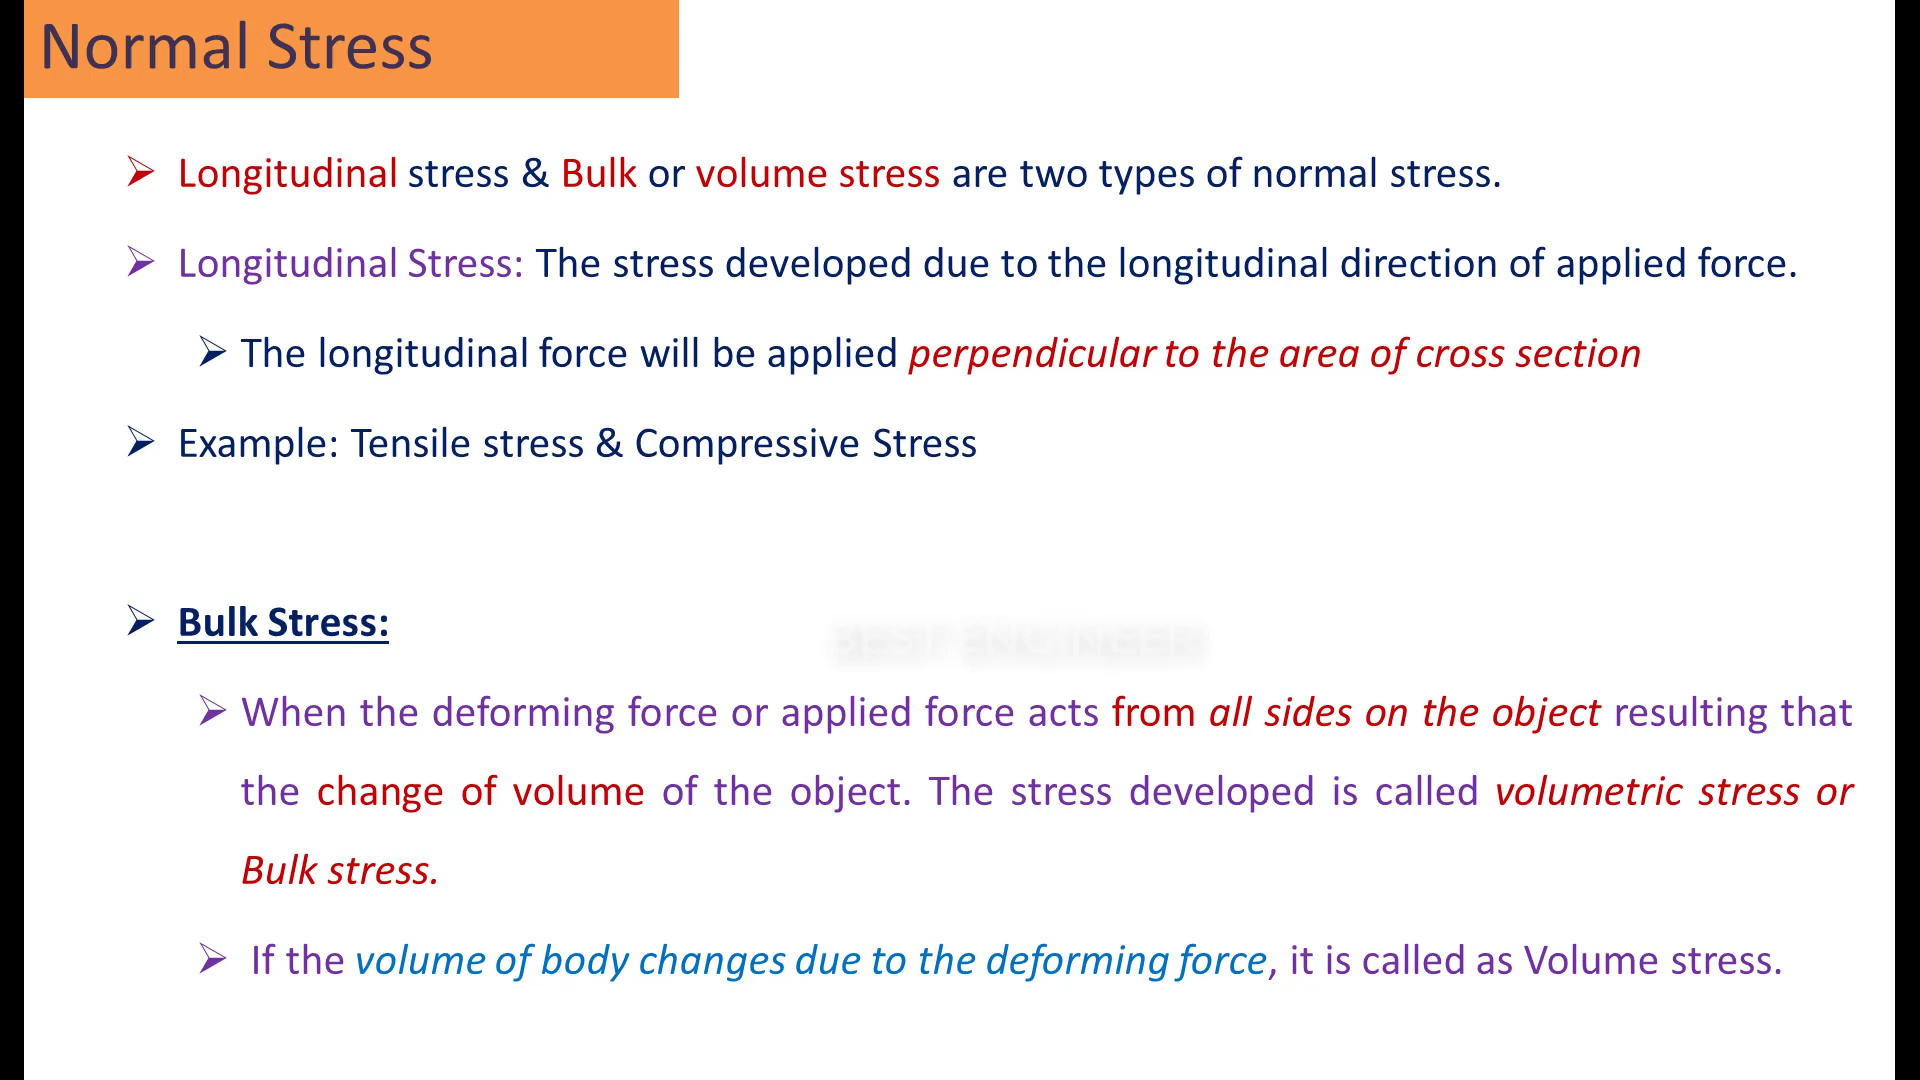 Normal Stress
Longitudinal stress & Bulk or volume stress are two types of normal stress.
Longitudinal Stress: The stress developed due to the longitudinal direction of applied force.
The longitudinal force will be applied perpendicular to the area of cross section
Example: Tensile stress & Compressive Stress
Bulk Stress:
When the deforming force or applied force acts from all sides on the object resulting that
the change of volume of the object. The stress developed is called volumetric stress or
Bulk stress.
If the volume of body changes due to the deforming force, it is called as Volume stress.